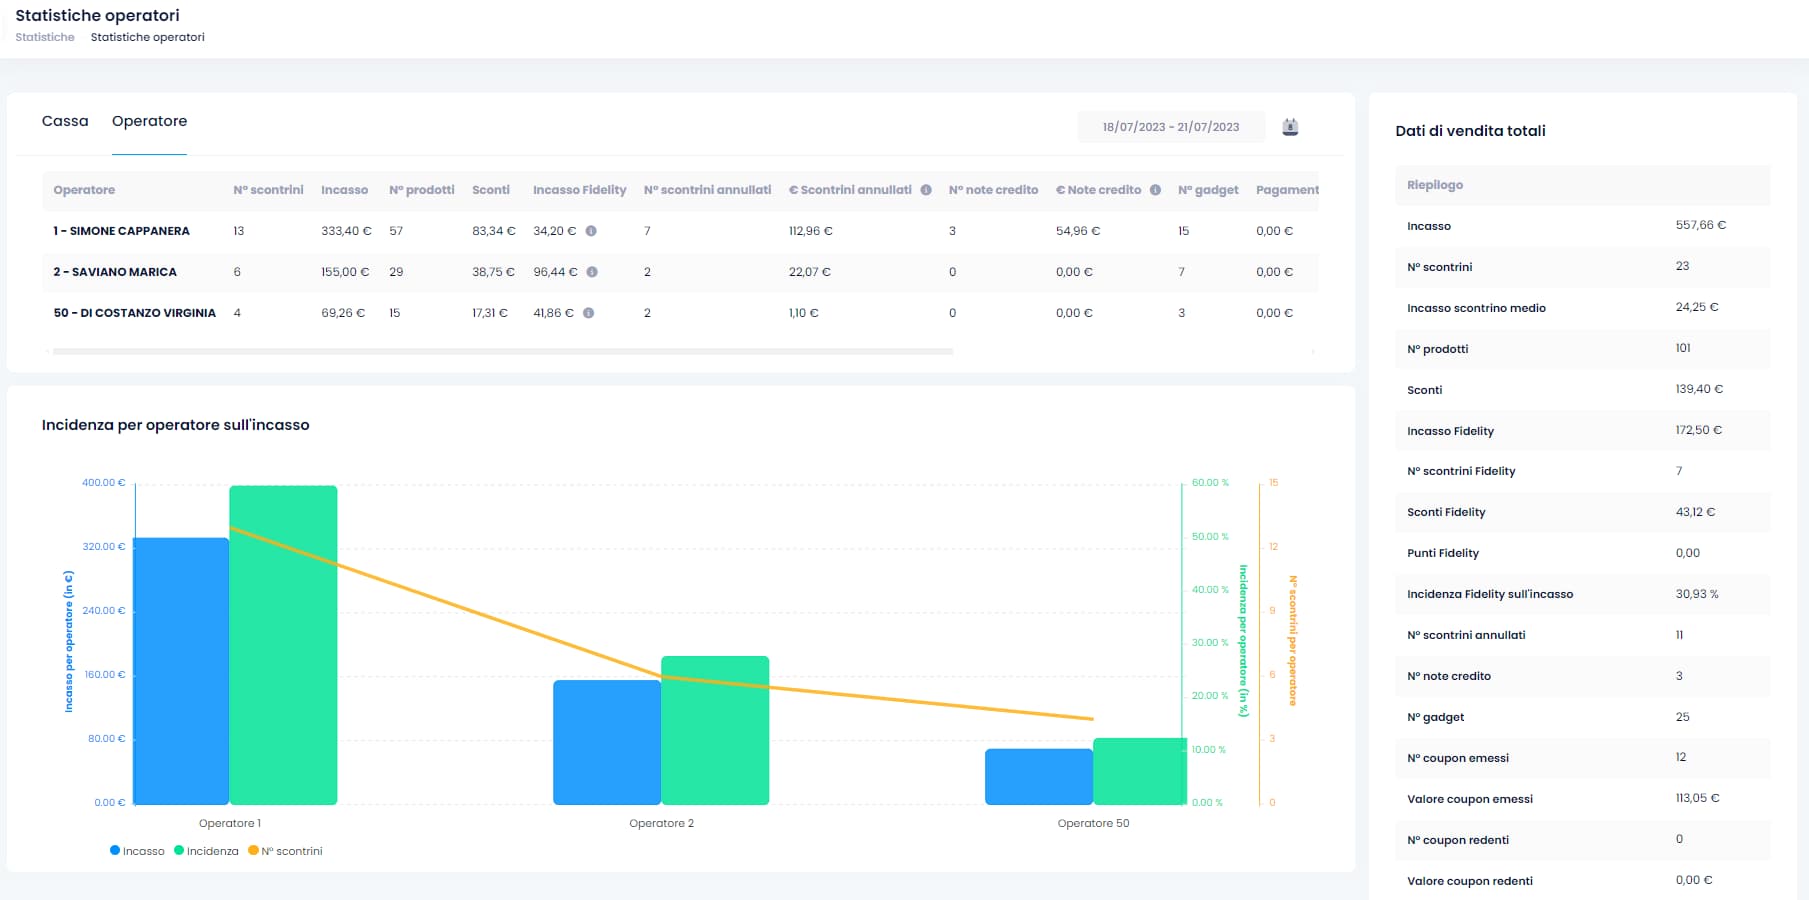 Statistiche operatori
Statistiche Statistiche operatori
Cassa Operatore
18/07/2023 - 21/07/2023
Operatore N° scontrini Incasso N° prodotti Sconti Incasso Fidelity N° scontrini annullati € Scontrini annullati N° note credito € Note credito N° gadget Pagament
1 - SIMONE CAPPANERA 13 333,40 € 57 83,34 € 34,20 € 7 112,96 € 3 54,96 € 15 0,00 €
2 - SAVIANO MARICA 6 155,00 € 29 38,75 € 96,44 € 2 22,07 € 0 0,00 € 7 0,00 €
50 - DI COSTANZO VIRGINIA 4 69,26 € 15 17,31 € 41,86 € 2 1,10 € 0 0,00 € 3 0,00 €
Incidenza per operatore sull'incasso
Incasso per operatore (in €)
400.00 €
320.00 €
240.00 €
160.00 €
80.00 €
0.00 €
60.00 %
50.00 %
40.00 %
30.00 %
20.00 %
10.00 %
0.00 %
Incidenza per operatore (in %)
15
12
9
6
3
0
N° scontrini per operatore
Operatore 1 Operatore 2 Operatore 50
Incasso Incidenza N° scontrini
Dati di vendita totali
Riepilogo
Incasso 557,66 €
N° scontrini 23
Incasso scontrino medio 24,25 €
N° prodotti 101
Sconti 139,40 €
Incasso Fidelity 172,50 €
N° scontrini Fidelity 7
Sconti Fidelity 43,12 €
Punti Fidelity 0,00
Incidenza Fidelity sull'incasso 30,93 %
N° scontrini annullati 11
N° note credito 3
N° gadget 25
N° coupon emessi 12
Valore coupon emessi 113,05 €
N° coupon redenti 0
Valore coupon redenti 0,00 €